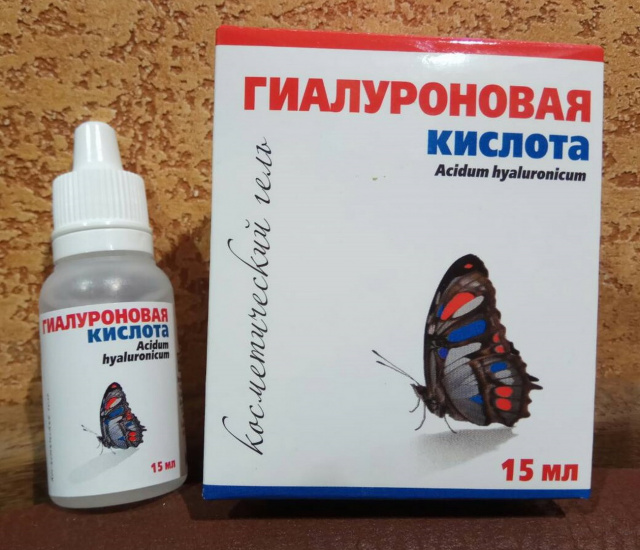 ГИАЛУРОНОВАЯ
КИСЛОТА
Acidum hyaluronicum
косметический гель
15 мл
ГИАЛУРОНОВАЯ
КИСЛОТА
Acidum
hyaluronicum
15 мл